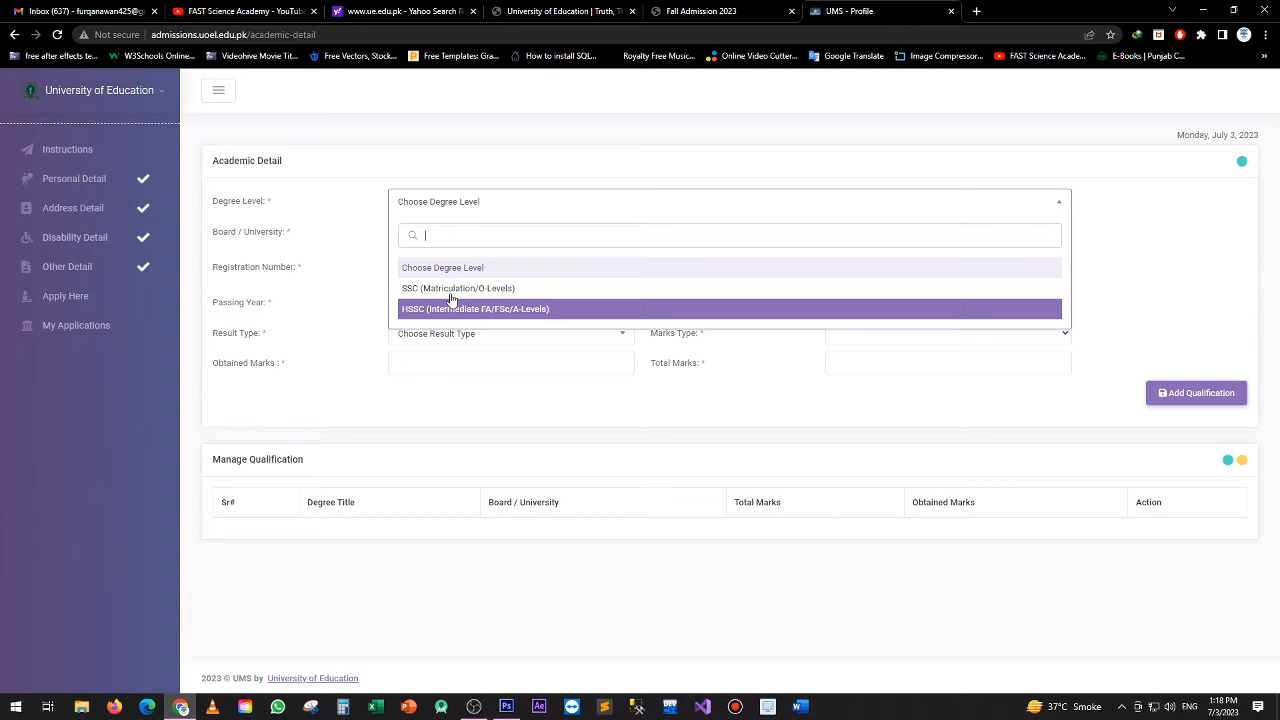 Inbox (637) - furqanawan425@g
FAST Science Academy - YouTube
www.ue.edu.pk - Yahoo Search R
University of Education | Truth, Th
Fall Admission 2023
UMS - Profile
Not secure | admissions.uoel.edu.pk/academic-detail
free after effects te...
W3Schools Online W...
Videohive Motion Gr...
Free Vectors, Stock...
Free Templates: Gra...
How to install SQL...
Royalty Free Music...
Online Video Cutter...
Google Translate
Image Compressor...
FAST Science Acade...
E-Books | Punjab C...
University of Education
Monday, July 3, 2023
Instructions
Personal Detail
Address Detail
Disability Detail
Other Detail
Apply Here
My Applications
Academic Detail
Degree Level: *
Choose Degree Level
Board / University: *
Registration Number: *
Choose Degree Level
SSC (Matriculation/O-Levels)
Passing Year: *
HSSC (Intermediate FA/FSc/A-Levels)
Result Type: *
Choose Result Type
Marks Type: *
Obtained Marks : *
Total Marks: *
Add Qualification
Manage Qualification
Sr# Degree Title Board / University Total Marks Obtained Marks Action
2023 © UMS by University of Education
37°C Smoke
1:18 PM
7/3/2023